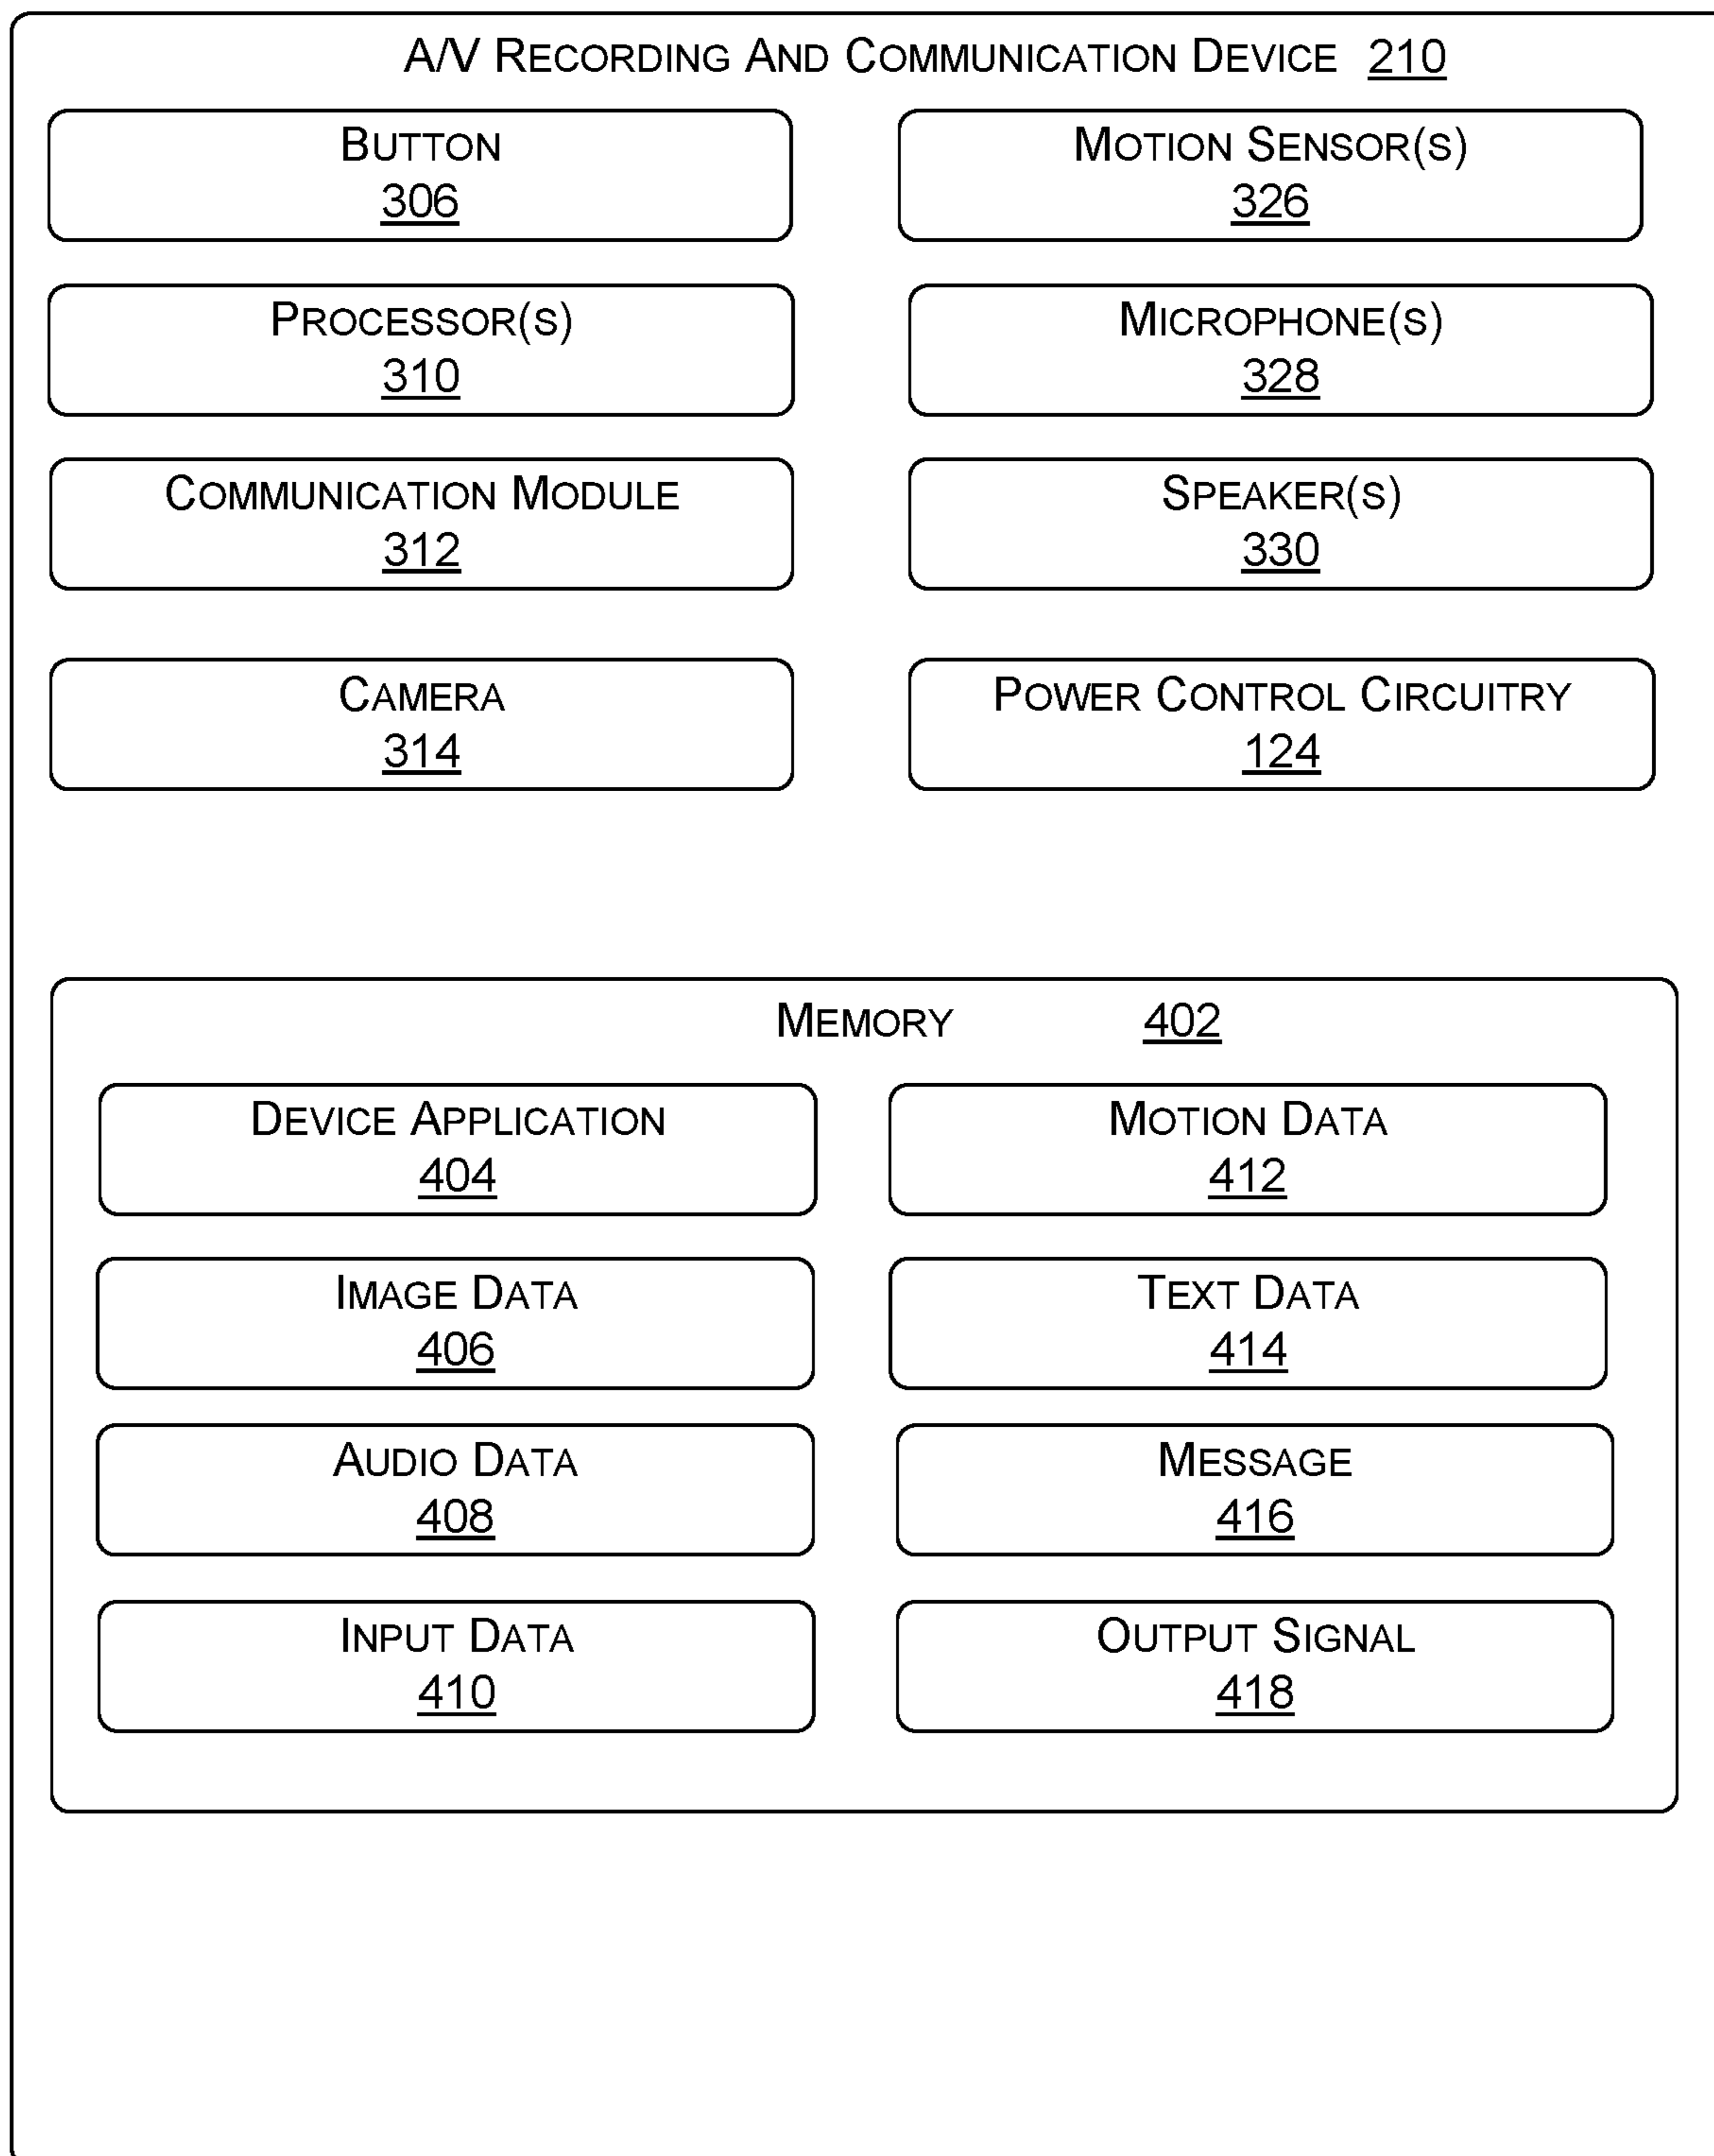 A/V RECORDING AND COMMUNICATION DEVICE 210
BUTTON
306
MOTION SENSOR(S)
326
PROCESSOR(S)
310
MICROPHONE(S)
328
COMMUNICATION MODULE
312
SPEAKER(S)
330
CAMERA
314
POWER CONTROL CIRCUITRY
124
MEMORY 402
DEVICE APPLICATION
404
MOTION DATA
412
IMAGE DATA
406
TEXT DATA
414
AUDIO DATA
408
MESSAGE
416
INPUT DATA
410
OUTPUT SIGNAL
418